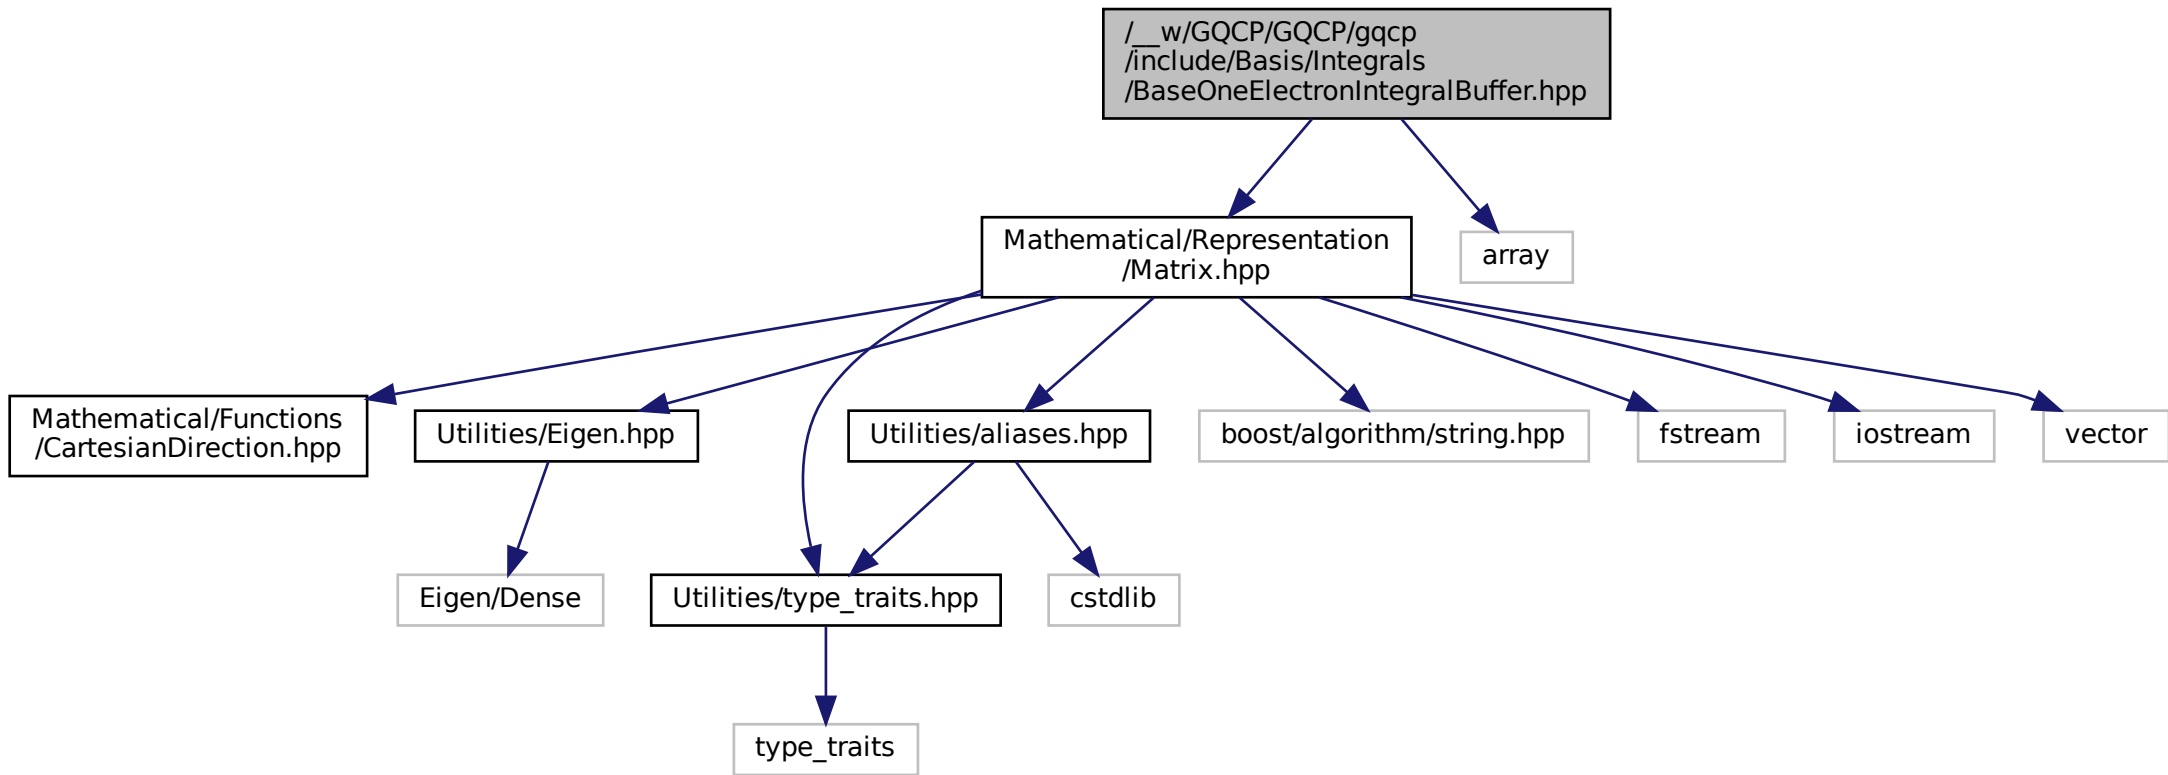 /__w/GQCP/GQCP/gqcp
/include/Basis/Integrals
/BaseOneElectronIntegralBuffer.hpp
Mathematical/Representation
/Matrix.hpp
array
Mathematical/Functions
/CartesianDirection.hpp
Utilities/Eigen.hpp
Utilities/aliases.hpp
boost/algorithm/string.hpp
fstream
iostream
vector
Eigen/Dense
Utilities/type_traits.hpp
cstdlib
type_traits